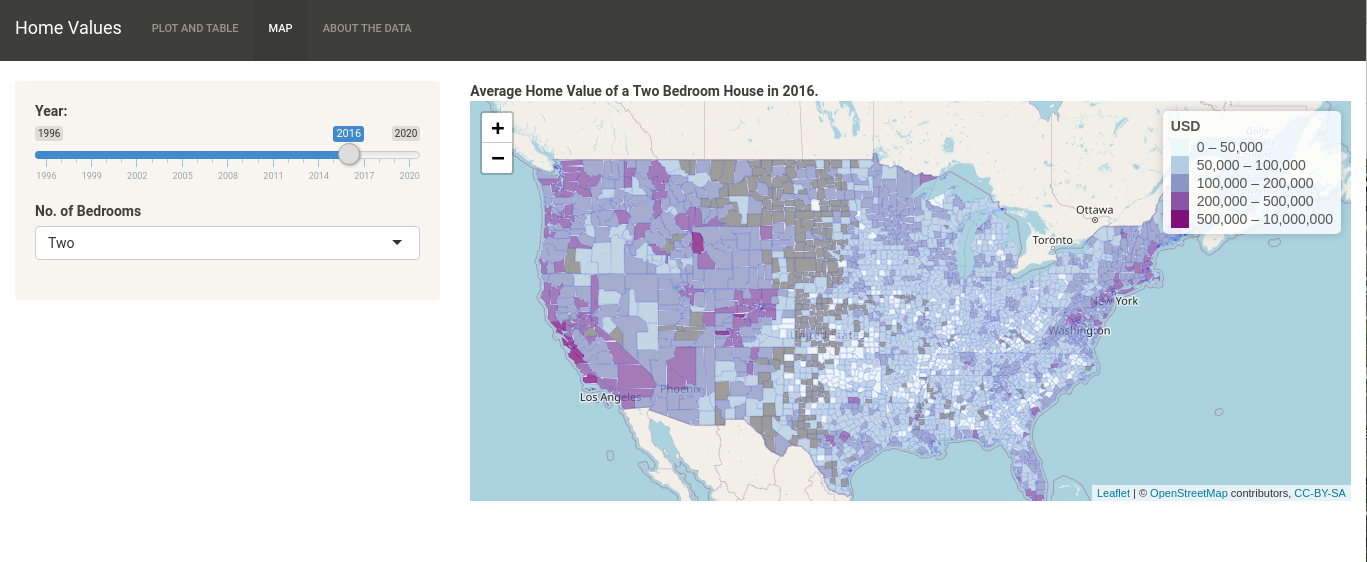 Home Values PLOT AND TABLE MAP ABOUT THE DATA
Year:
1996 2016 2020
1996 1999 2002 2005 2008 2011 2014 2017 2020
No. of Bedrooms
Two
Average Home Value of a Two Bedroom House in 2016.
+
−
USD
0 – 50,000
50,000 – 100,000
100,000 – 200,000
200,000 – 500,000
500,000 – 10,000,000
Golfe
Ottawa
Toronto
New York
United States
Washington
Phoenix
Los Angeles
Leaflet | © OpenStreetMap contributors, CC-BY-SA